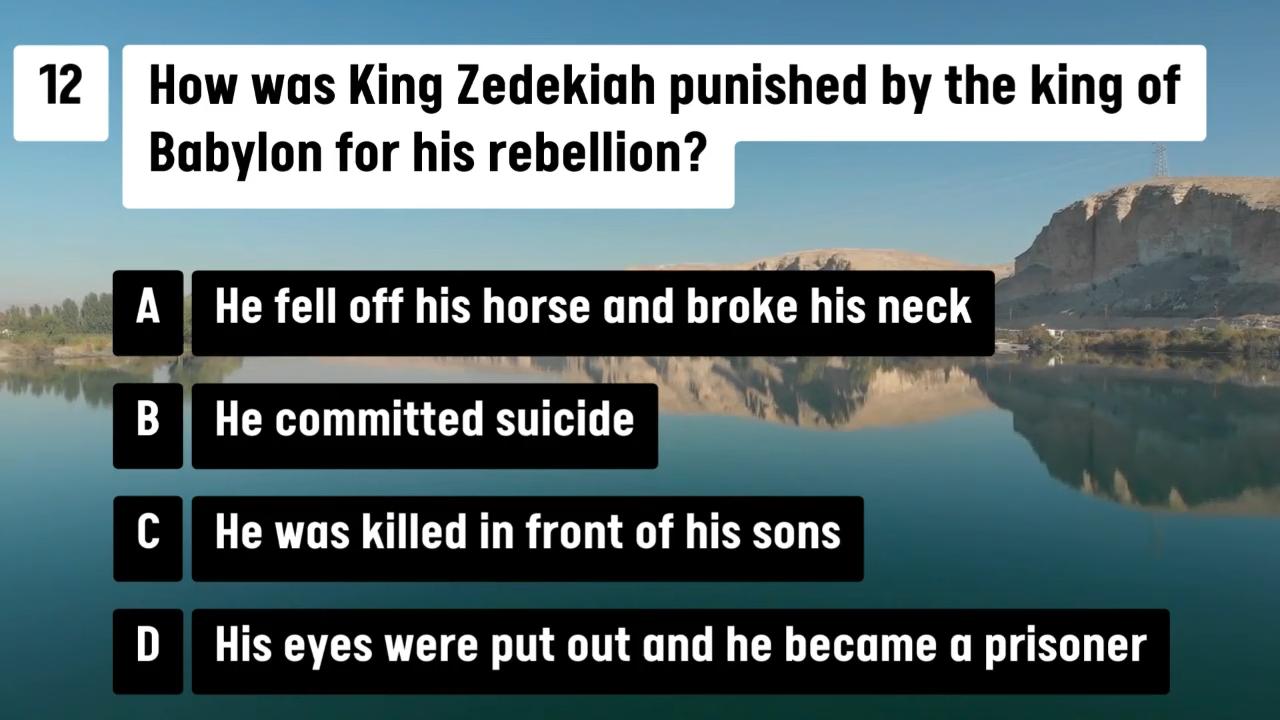 12
How was King Zedekiah punished by the king of
Babylon for his rebellion?
A
He fell off his horse and broke his neck
B
He committed suicide
C
He was killed in front of his sons
D
His eyes were put out and he became a prisoner